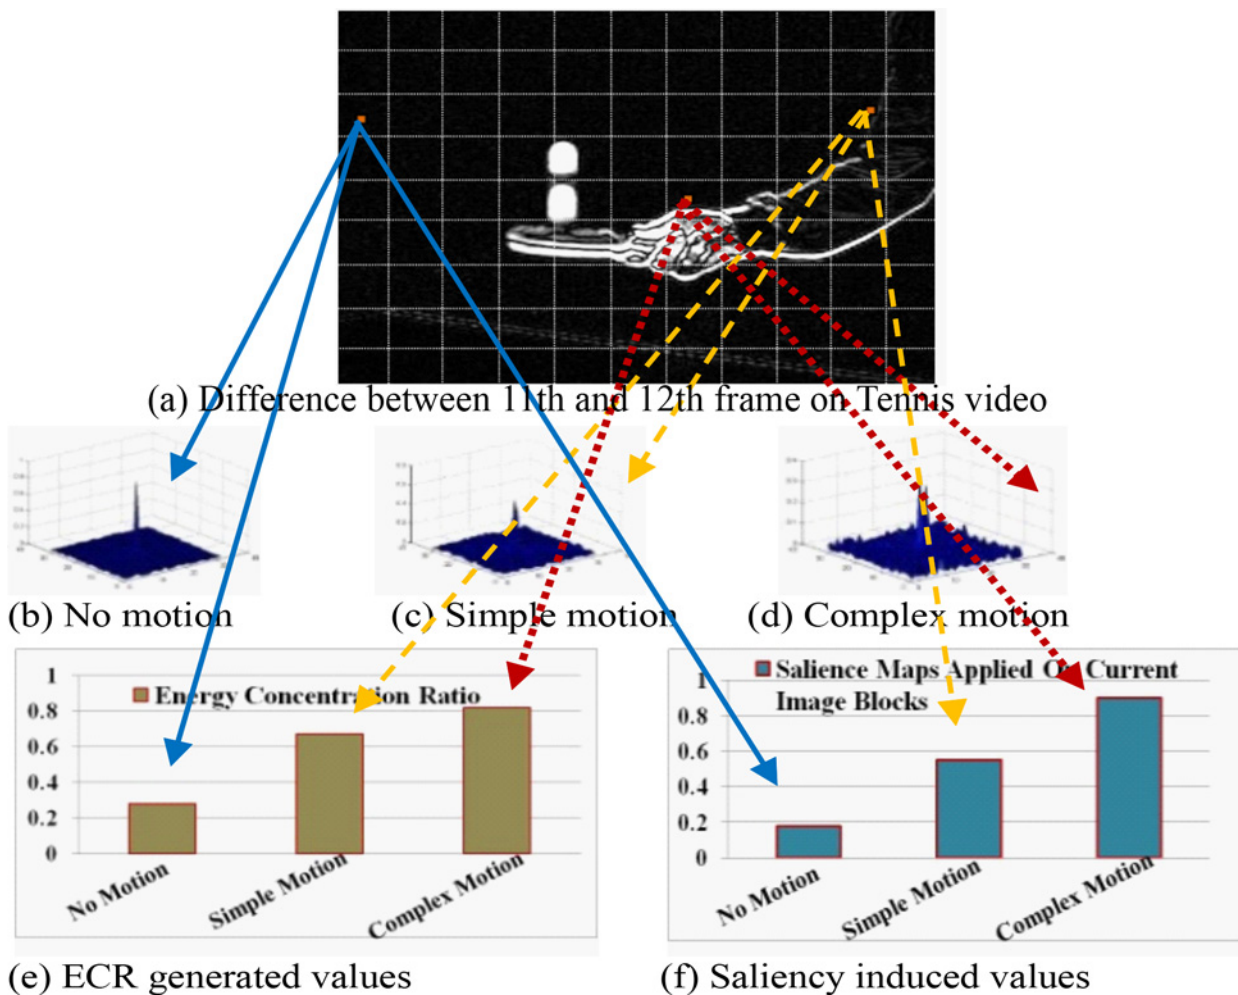 (a) Difference between 11th and 12th frame on Tennis video
(b) No motion
(c) Simple motion
(d) Complex motion
Energy Concentration Ratio
1
0.8
0.6
0.4
0.2
0
No Motion
Simple Motion
Complex Motion
Salience Maps Applied On Current
Image Blocks
1
0.8
0.6
0.4
0.2
0
No Motion
Simple Motion
Complex Motion
(e) ECR generated values
(f) Saliency induced values